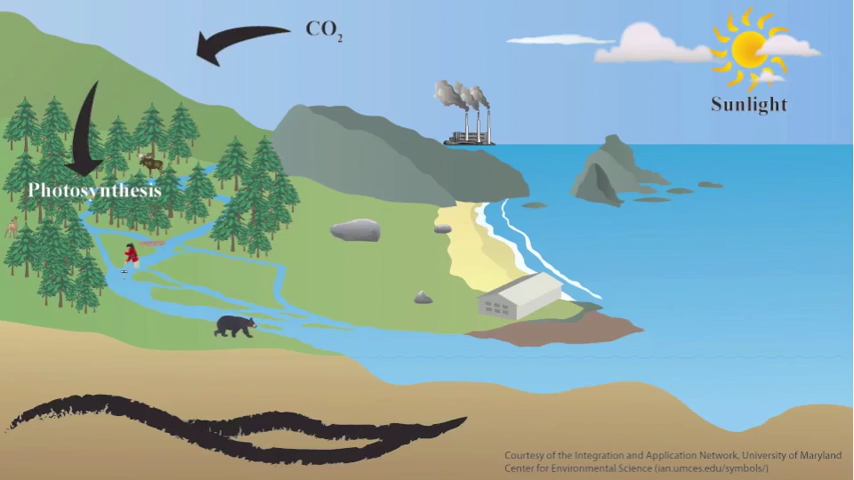 CO₂
Sunlight
Photosynthesis
Courtesy of the Integration and Application Network, University of Maryland
Center for Environmental Science (ian.umces.edu/symbols/)